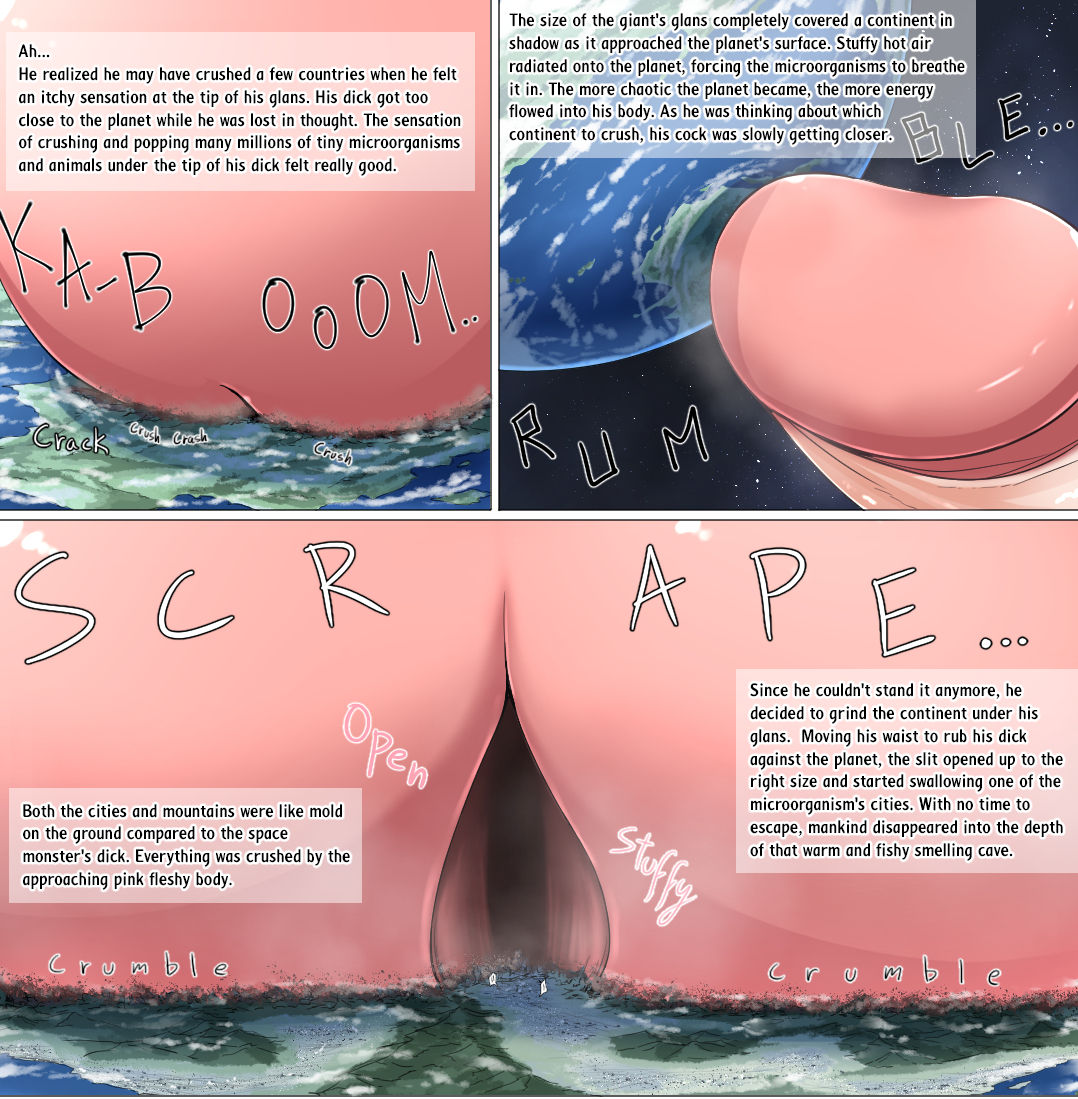 Ah...
He realized he may have crushed a few countries when he felt
an itchy sensation at the tip of his glans. His dick got too
close to the planet while he was lost in thought. The sensation
of crushing and popping many millions of tiny microorganisms
and animals under the tip of his dick felt really good.
KA-BOOOM..
Crack
Crush Crash
Crush
The size of the giant's glans completely covered a continent in
shadow as it approached the planet's surface. Stuffy hot air
radiated onto the planet, forcing the microorganisms to breathe
it in. The more chaotic the planet became, the more energy
flowed into his body. As he was thinking about which
continent to crush, his cock was slowly getting closer.
RUM
BLE...
SCRAPE...
Open
Since he couldn't stand it anymore, he
decided to grind the continent under his
glans. Moving his waist to rub his dick
against the planet, the slit opened up to the
right size and started swallowing one of the
microorganism's cities. With no time to
escape, mankind disappeared into the depth
of that warm and fishy smelling cave.
Both the cities and mountains were like mold
on the ground compared to the space
monster's dick. Everything was crushed by the
approaching pink fleshy body.
Stuffy
Crumble
crumble